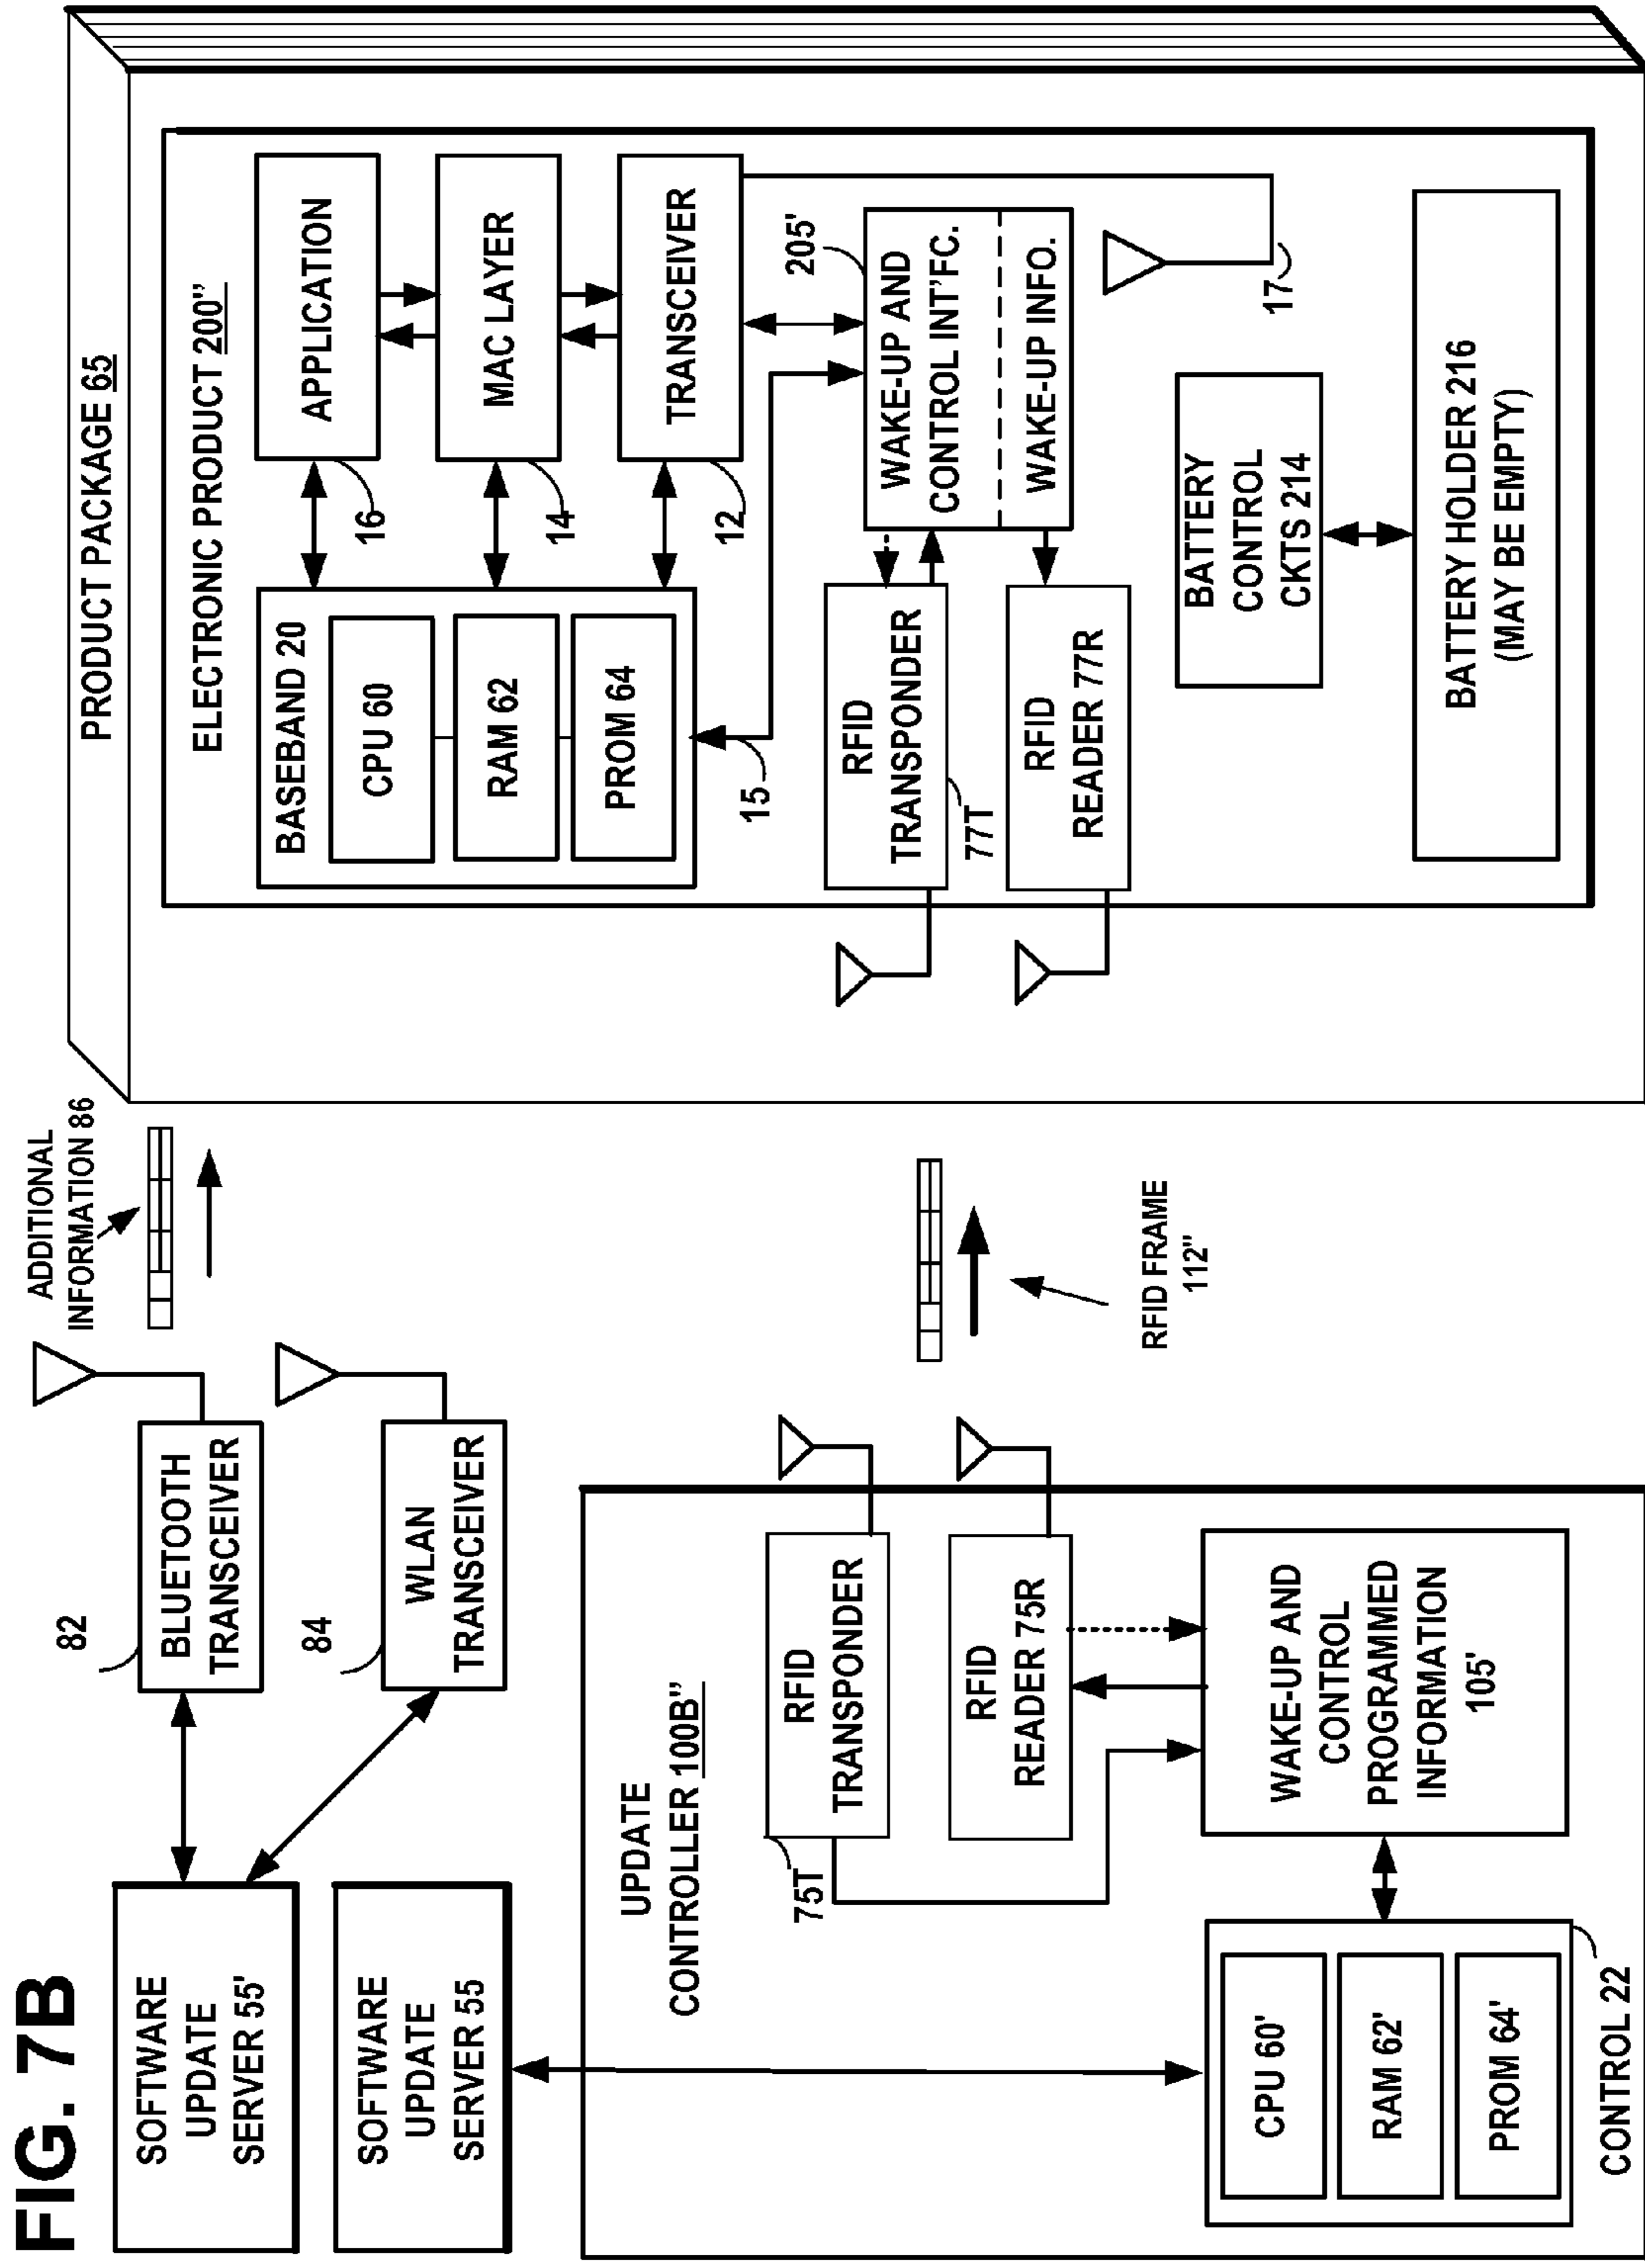 FIG. 7B
SOFTWARE
UPDATE
SERVER 55'
SOFTWARE
UPDATE
SERVER 55
82
BLUETOOTH
TRANSCEIVER
84
WLAN
TRANSCEIVER
ADDITIONAL
INFORMATION 86
UPDATE
CONTROLLER 100B”
RFID
TRANSPONDER
75T
RFID
READER 75R
WAKE-UP AND
CONTROL
PROGRAMMED
INFORMATION
105'
CPU 60'
RAM 62'
PROM 64'
CONTROL 22
RFID FRAME
112"
PRODUCT PACKAGE 65
ELECTRONIC PRODUCT 200”
BASEBAND 20
CPU 60
RAM 62
PROM 64
15
APPLICATION
16
MAC LAYER
14
TRANSCEIVER
12
205'
WAKE-UP AND
CONTROL INT'FC.
WAKE-UP INFO.
RFID
TRANSPONDER
77T
RFID
READER 77R
17
BATTERY
CONTROL
CKTS 214
BATTERY HOLDER 216
(MAY BE EMPTY)